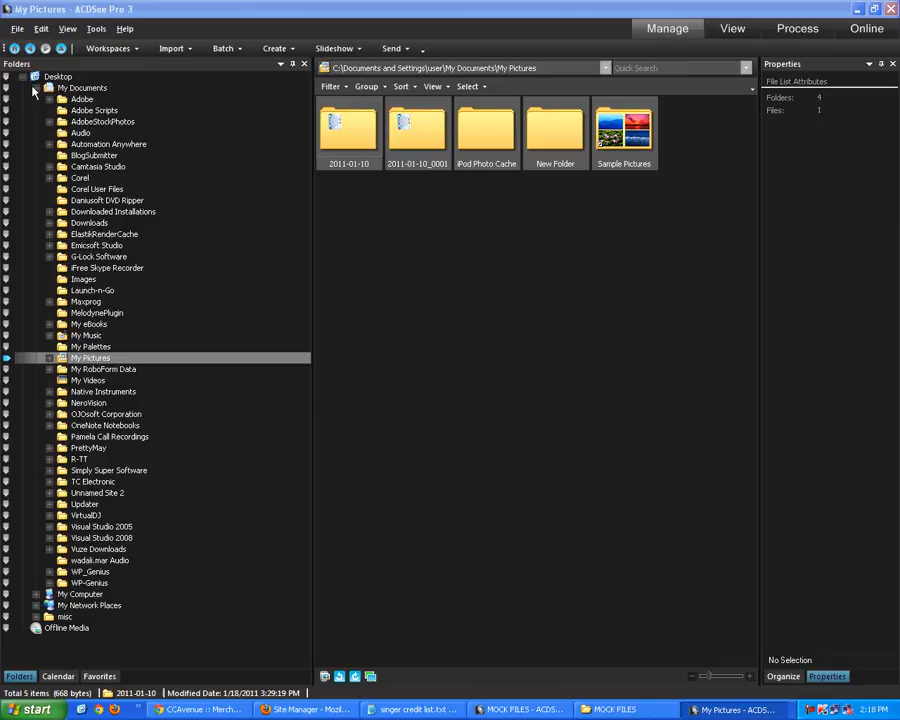 My Pictures - ACDSee Pro 3
File Edit View Tools Help
Manage View Process Online
Workspaces Import Batch Create Slideshow Send
Folders
Desktop
My Documents
Adobe
Adobe Scripts
AdobeStockPhotos
Audio
Automation Anywhere
BlogSubmitter
Camtasia Studio
Corel
Corel User Files
Daniusoft DVD Ripper
Downloaded Installations
Downloads
ElastikRenderCache
Emicsoft Studio
G-Lock Software
iFree Skype Recorder
Images
Launch-n-Go
Maxprog
MelodynePlugin
My eBooks
My Music
My Palettes
My Pictures
My RoboForm Data
My Videos
Native Instruments
NeroVision
OJOsoft Corporation
OneNote Notebooks
Pamela Call Recordings
PrettyMay
R-TT
Simply Super Software
TC Electronic
Unnamed Site 2
Updater
VirtualDJ
Visual Studio 2005
Visual Studio 2008
Vuze Downloads
wadali.mar Audio
WP_Genius
WP-Genius
My Computer
My Network Places
misc
Offline Media
Folders Calendar Favorites
C:\Documents and Settings\user\My Documents\My Pictures
Quick Search
Filter Group Sort View Select
2011-01-10
2011-01-10_0001
iPod Photo Cache
New Folder
Sample Pictures
Properties
File List Attributes
Folders: 4
Files: 1
No Selection
Organize Properties
Total 5 items (668 bytes) 2011-01-10 Modified Date: 1/18/2011 3:29:19 PM
start
CCAvenue :: Merch...
Site Manager - Mozil...
singer credit list.txt ...
MOCK FILES - ACDS...
MOCK FILES
My Pictures - ACDS...
2:18 PM